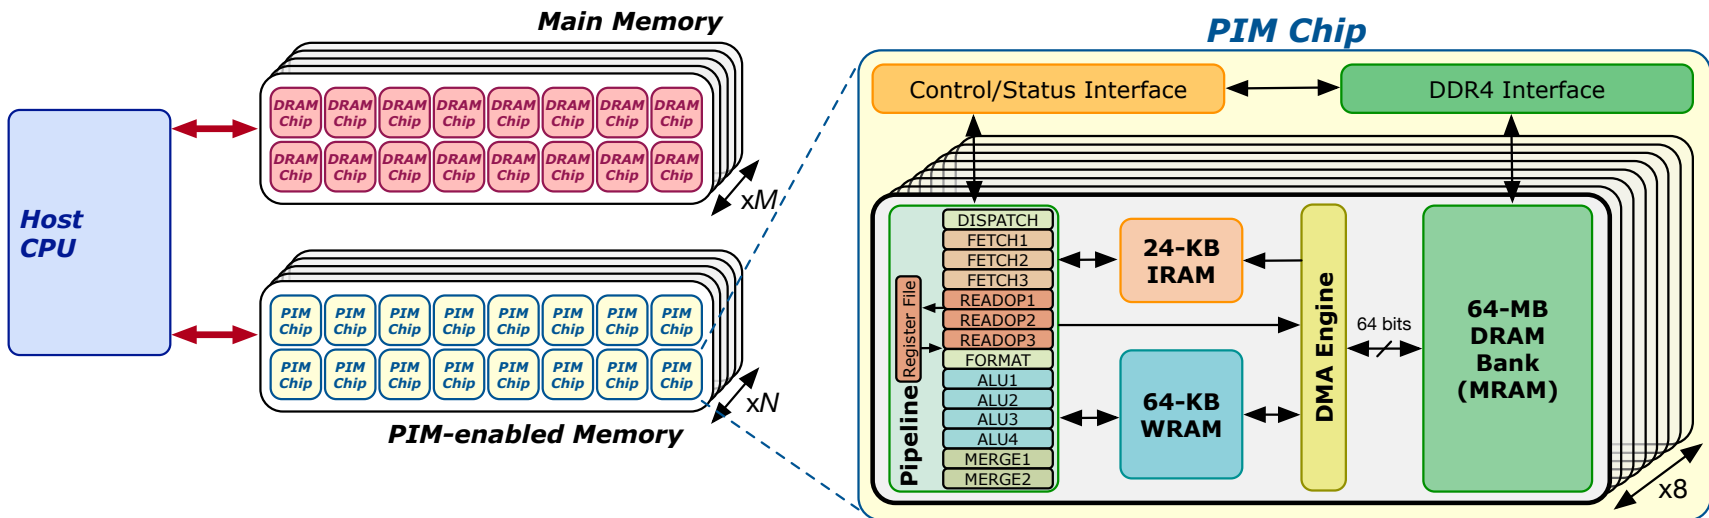 Main Memory
DRAM DRAM DRAM DRAM DRAM DRAM DRAM DRAM
Chip Chip Chip Chip Chip Chip Chip Chip
DRAM DRAM DRAM DRAM DRAM DRAM DRAM DRAM
Chip Chip Chip Chip Chip Chip Chip Chip
xM
Host
CPU
PIM PIM PIM PIM PIM PIM PIM PIM
Chip Chip Chip Chip Chip Chip Chip Chip
PIM PIM PIM PIM PIM PIM PIM PIM
Chip Chip Chip Chip Chip Chip Chip Chip
xN
PIM-enabled Memory
PIM Chip
Control/Status Interface
DDR4 Interface
Pipeline
Register File
DISPATCH
FETCH1
FETCH2
FETCH3
READOP1
READOP2
READOP3
FORMAT
ALU1
ALU2
ALU3
ALU4
MERGE1
MERGE2
24-KB
IRAM
64-KB
WRAM
DMA Engine
64 bits
64-MB
DRAM
Bank
(MRAM)
x8